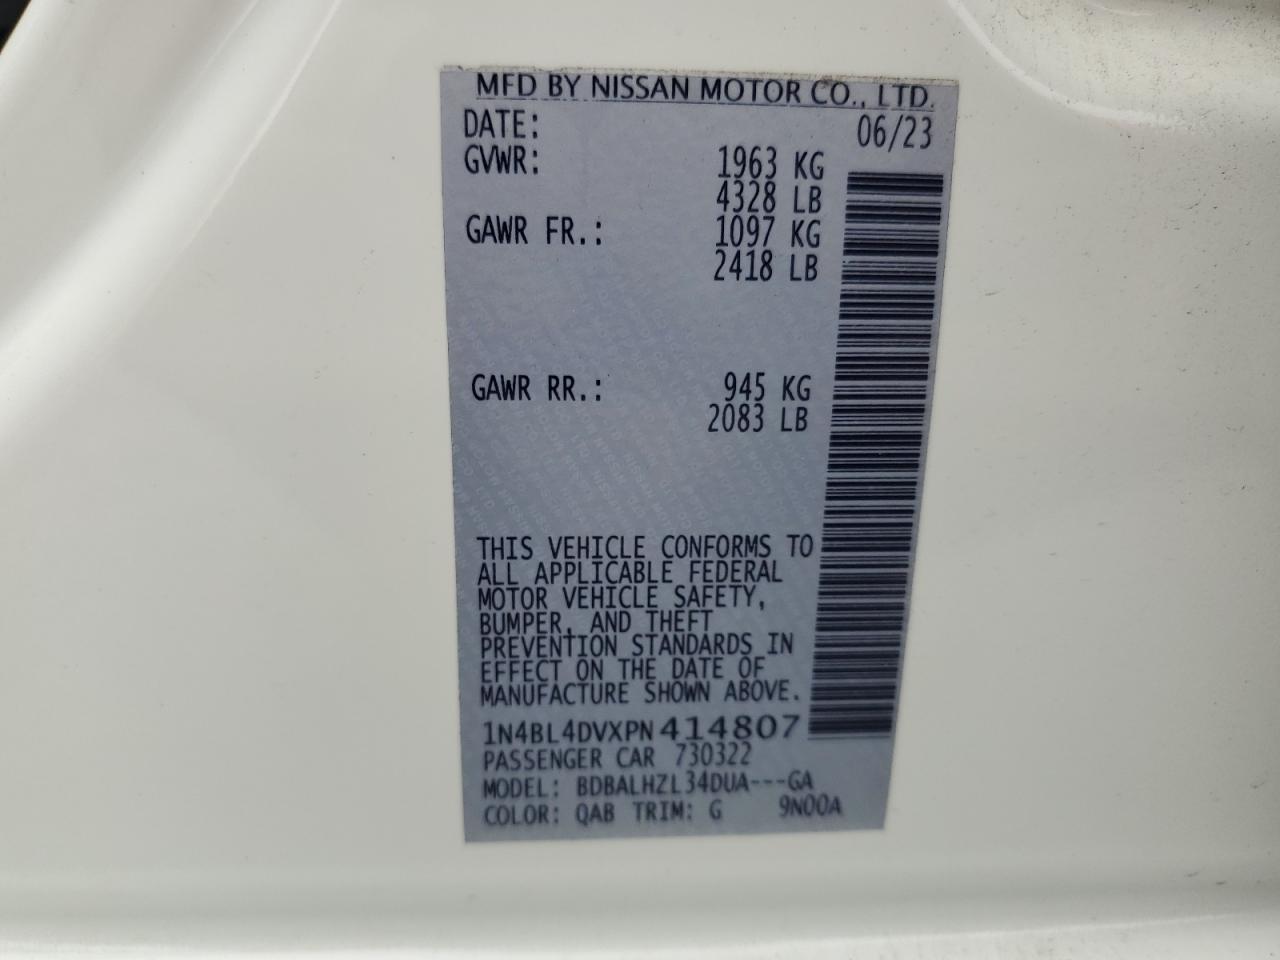 MFD BY NISSAN MOTOR CO., LTD.
DATE: 06/23
GVWR: 1963 KG
4328 LB
GAWR FR.: 1097 KG
2418 LB
GAWR RR.: 945 KG
2083 LB
THIS VEHICLE CONFORMS TO
ALL APPLICABLE FEDERAL
MOTOR VEHICLE SAFETY,
BUMPER, AND THEFT
PREVENTION STANDARDS IN
EFFECT ON THE DATE OF
MANUFACTURE SHOWN ABOVE.
1N4BL4DVXPN414807
PASSENGER CAR 730322
MODEL: BDBALHZL34DUA---GA
COLOR: QAB TRIM: G 9N00A